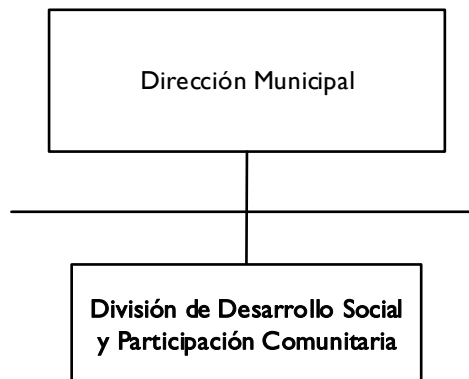 Dirección Municipal
División de Desarrollo Social
y Participación Comunitaria